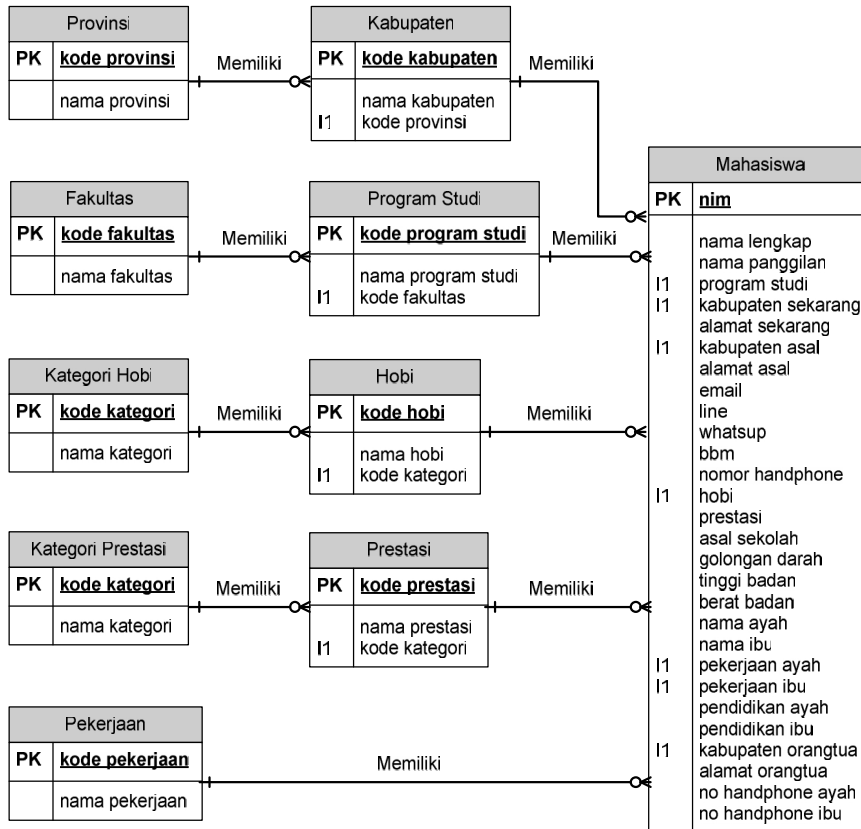 Provinsi
PK kode provinsi
nama provinsi
Memiliki
Kabupaten
PK kode kabupaten
nama kabupaten
I1 kode provinsi
Memiliki
Fakultas
PK kode fakultas
nama fakultas
Memiliki
Program Studi
PK kode program studi
nama program studi
I1 kode fakultas
Memiliki
Kategori Hobi
PK kode kategori
nama kategori
Memiliki
Hobi
PK kode hobi
nama hobi
I1 kode kategori
Memiliki
Kategori Prestasi
PK kode kategori
nama kategori
Memiliki
Prestasi
PK kode prestasi
nama prestasi
I1 kode kategori
Memiliki
Pekerjaan
PK kode pekerjaan
nama pekerjaan
Memiliki
Mahasiswa
PK nim
nama lengkap
nama panggilan
I1 program studi
I1 kabupaten sekarang
alamat sekarang
I1 kabupaten asal
alamat asal
email
line
whatsup
bbm
nomor handphone
I1 hobi
prestasi
asal sekolah
golongan darah
tinggi badan
berat badan
nama ayah
nama ibu
I1 pekerjaan ayah
I1 pekerjaan ibu
pendidikan ayah
pendidikan ibu
I1 kabupaten orangtua
alamat orangtua
no handphone ayah
no handphone ibu